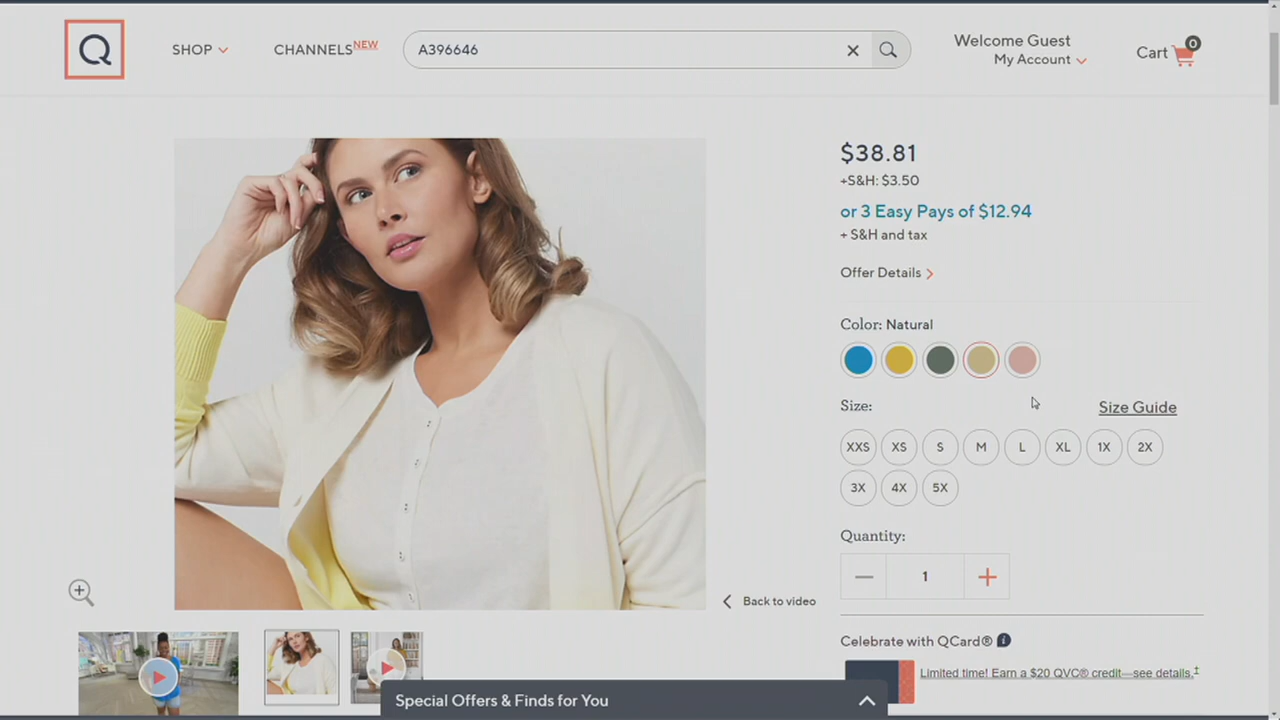 Q
SHOP
CHANNELS NEW
A396646
Welcome Guest
My Account
Cart
0
$38.81
+S&H: $3.50
or 3 Easy Pays of $12.94
+ S&H and tax
Offer Details
Color: Natural
Size:
Size Guide
XXS XS S M L XL 1X 2X
3X 4X 5X
Quantity:
1
Back to video
Celebrate with QCard®
Limited time! Earn a $20 QVC® credit—see details.‡
Special Offers & Finds for You